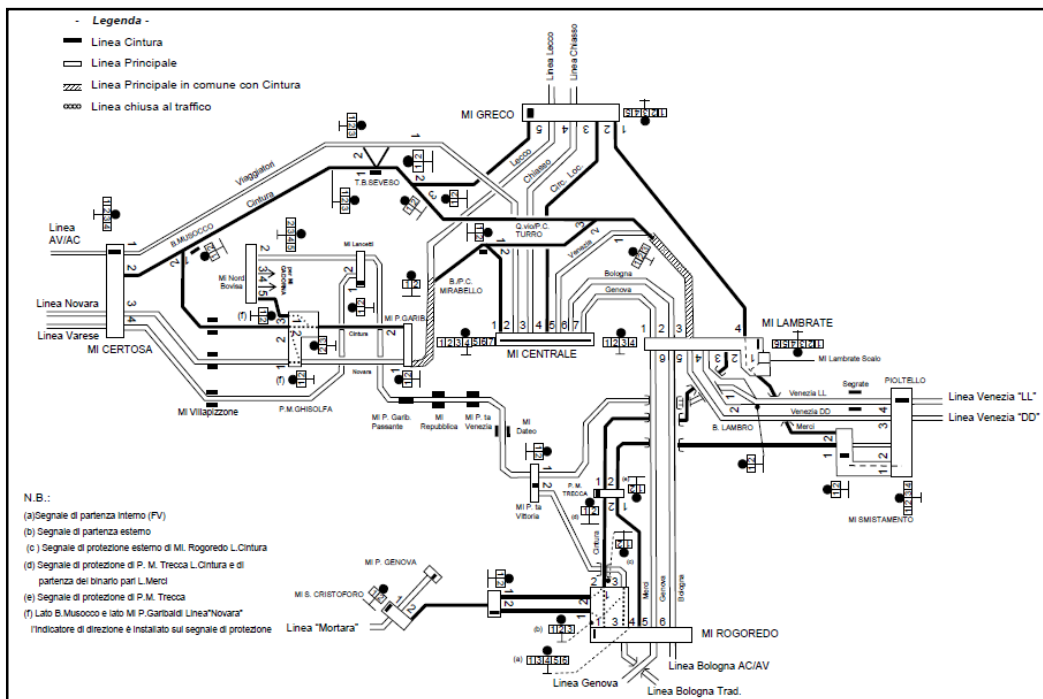 - Legenda -
Linea Cintura
Linea Principale
Linea Principale in comune con Cintura
Linea chiusa al traffico
Linea Lecco
Linea Chiasso
MI GRECO
5 4 3 2 1
Lecco
Chiasso
Circ. Loc.
Viaggiatori
Cintura
T.B.SEVESO
B.MUSOCCO
Linea
AV/AC
Linea Novara
Linea Varese
MI CERTOSA
MI Nord
Bovisa
per MI
CADORNA
MI Lancetti
MI P.GARIB.
Cintura
Novara
P.M.GHISOLFA
MI Villapizzone
B./P.C.
MIRABELLO
Q.vio/P.C.
TURRO
Venezia
Bologna
Genova
MI CENTRALE
MI LAMBRATE
MI Lambrate Scalo
PIOLTELLO
Segrate
Venezia LL
Venezia DD
Merci
Linea Venezia "LL"
Linea Venezia "DD"
B. LAMBRO
MI SMISTAMENTO
MI P. Garib.
Passante
MI
Repubblica
MI P. ta
Venezia
MI
Dateo
MI P. ta
Vittoria
P. M.
TRECCA
Cintura
Merci
Genova
Bologna
MI P. GENOVA
MI S. CRISTOFORO
Linea "Mortara"
MI ROGOREDO
Linea Bologna AC/AV
Linea Genova
Linea Bologna Trad.
N.B.:
(a)Segnale di partenza interno (FV)
(b) Segnale di partenza esterno
(c ) Segnale di protezione esterno di MI. Rogoredo L.Cintura
(d) Segnale di protezione di P. M. Trecca L.Cintura e di
partenza del binario pari L.Merci
(e) Segnale di protezione di P.M. Trecca
(f) Lato B.Musocco e lato MI P.Garibaldi Linea"Novara"
l'indicatore di direzione è installato sul segnale di protezione